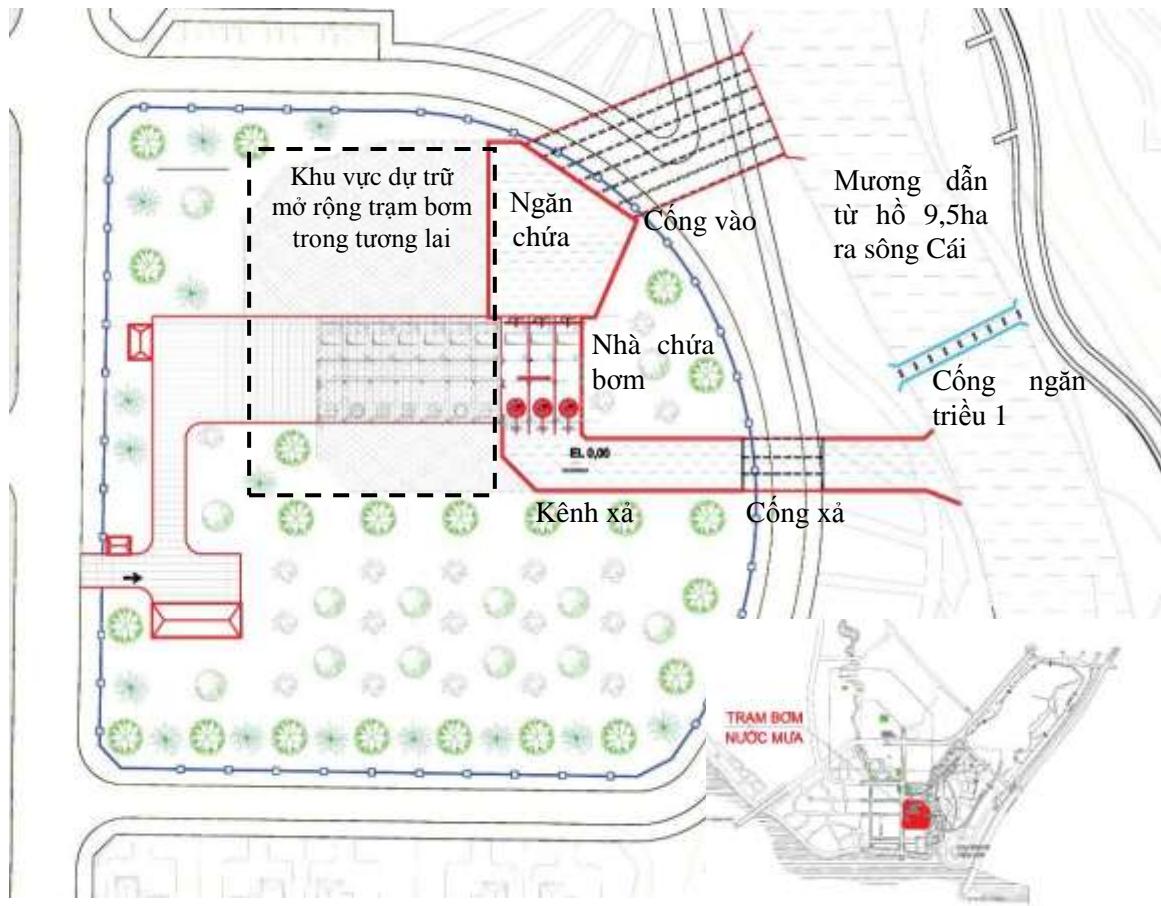 Khu vực dự trữ
mở rộng trạm bơm
trong tương lai
Ngăn
chứa
Cống vào
Mương dẫn
từ hồ 9,5ha
ra sông Cái
Nhà chứa
bơm
Cống ngăn
triều 1
EL 0,00
Kênh xả
Cống xả
TRẠM BƠM
NƯỚC MƯA